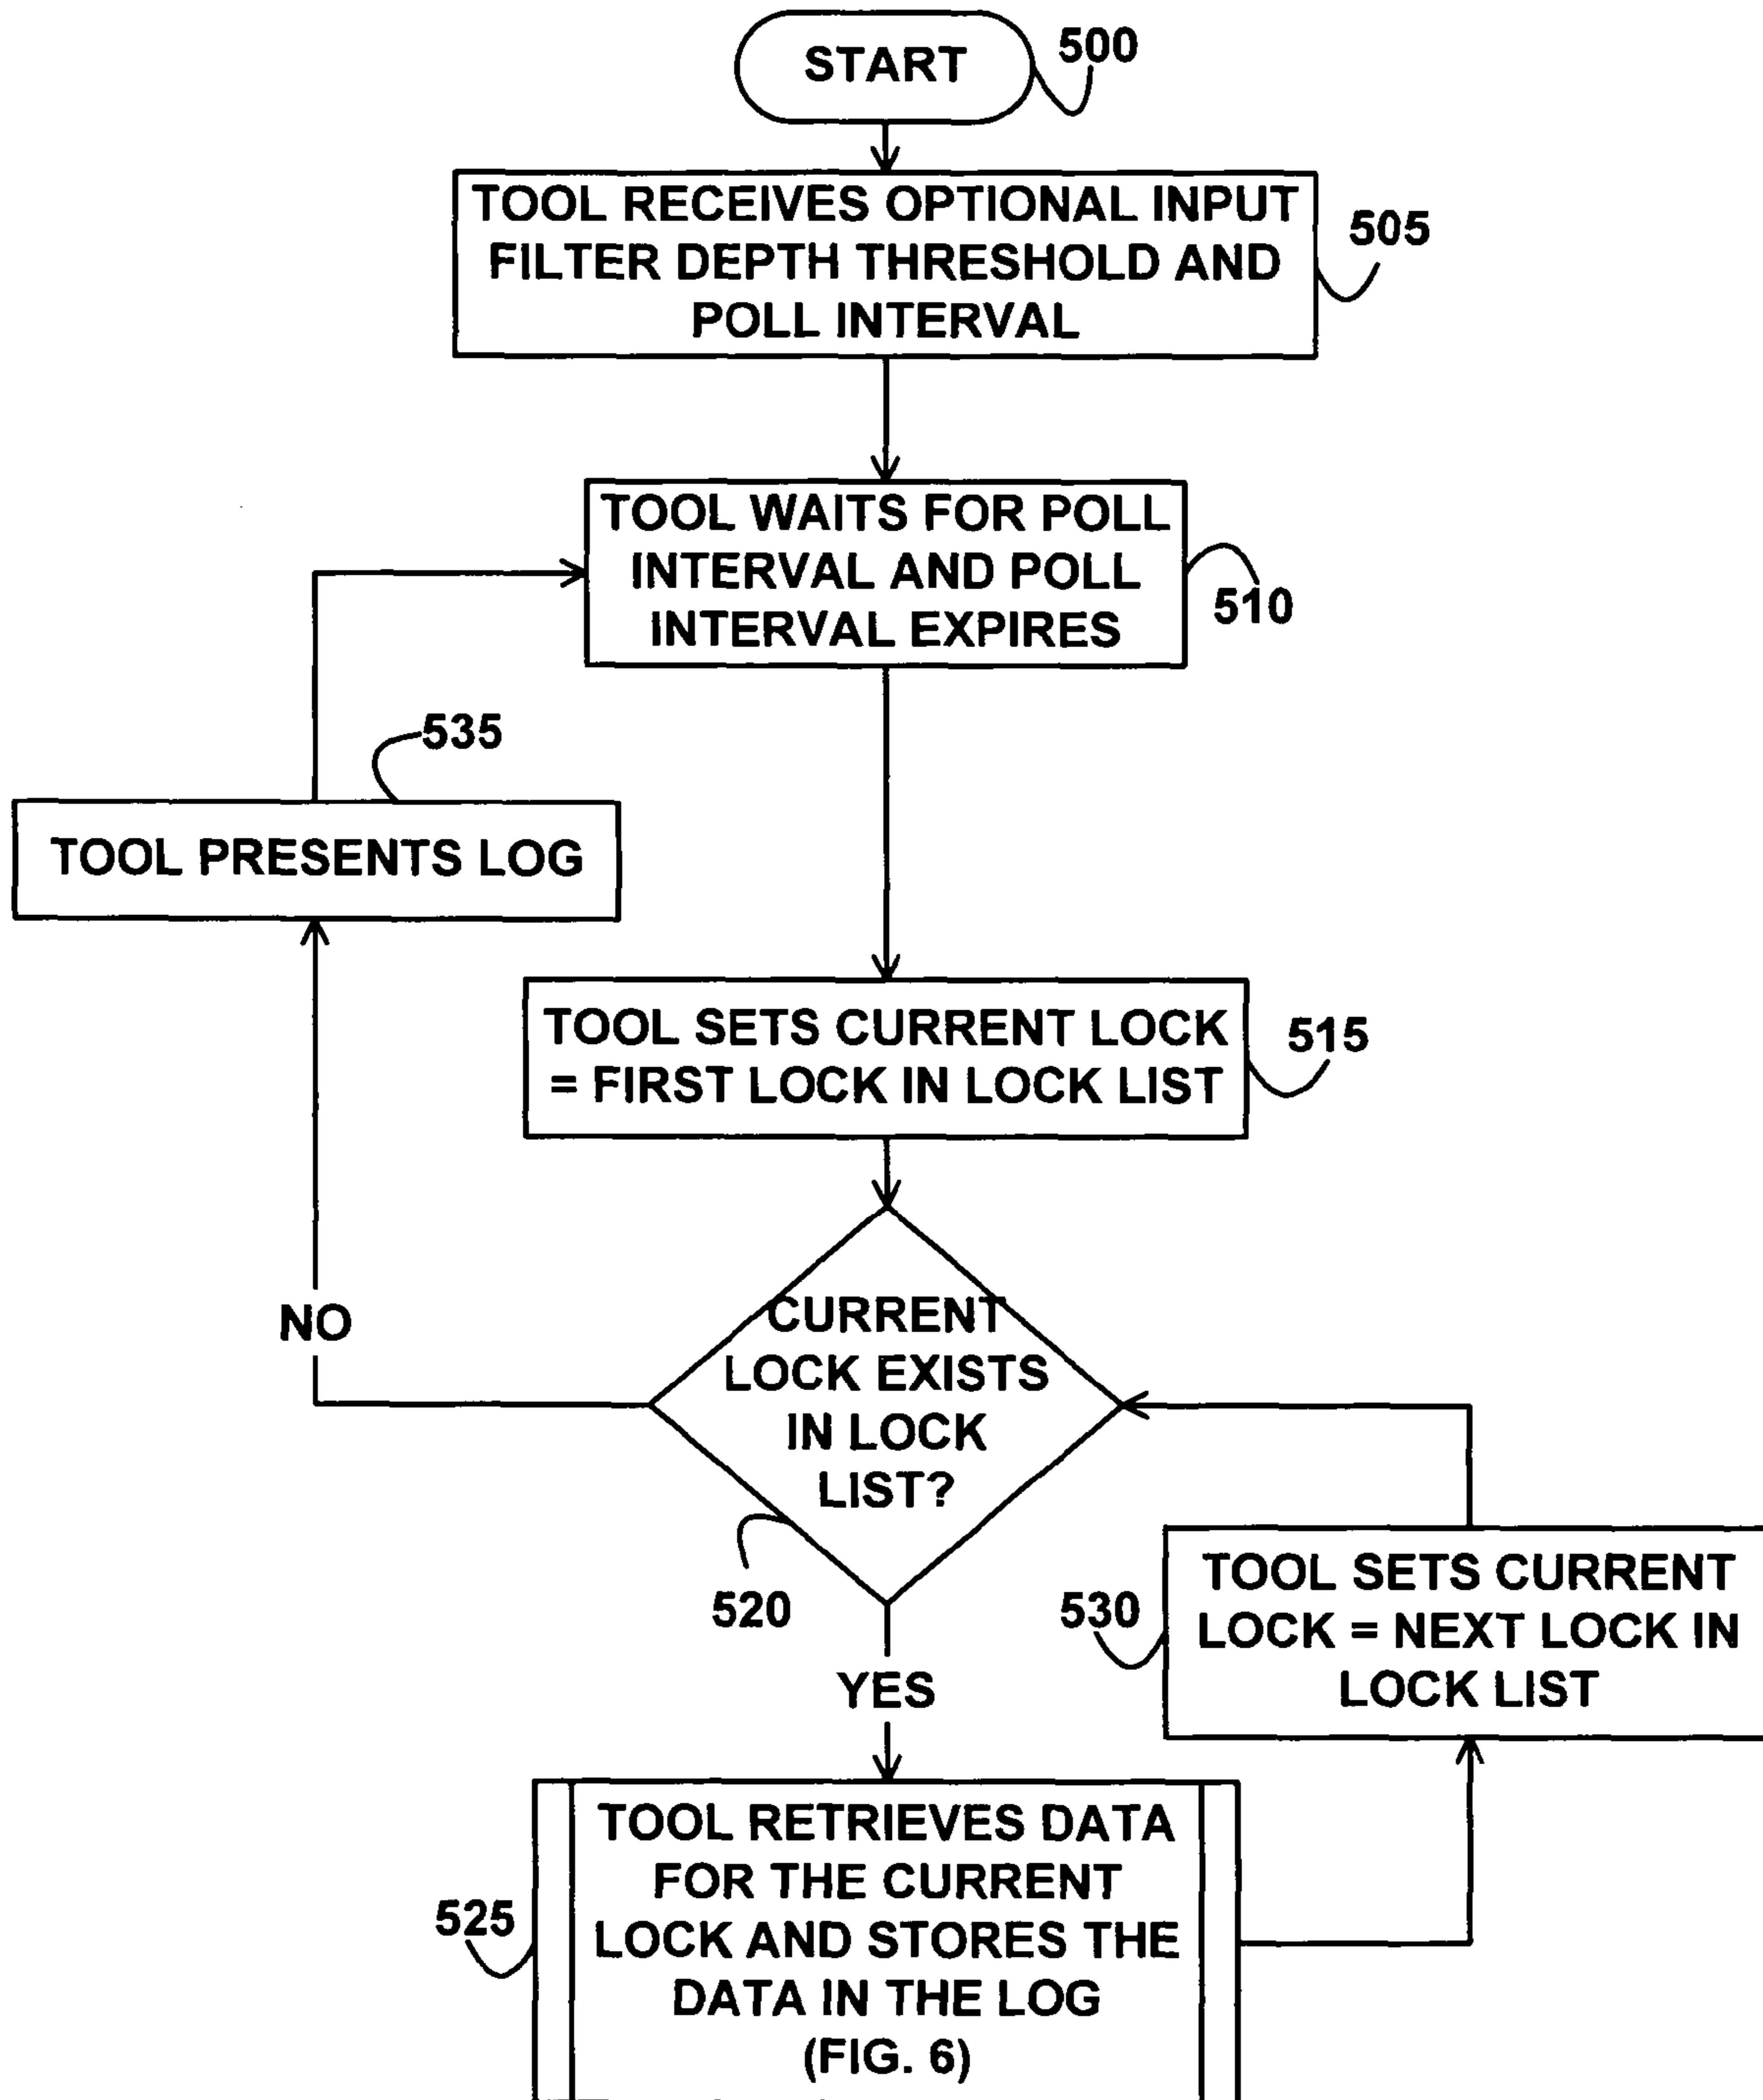 START
500
TOOL RECEIVES OPTIONAL INPUT
FILTER DEPTH THRESHOLD AND
POLL INTERVAL
505
TOOL WAITS FOR POLL
INTERVAL AND POLL
INTERVAL EXPIRES
510
535
TOOL PRESENTS LOG
TOOL SETS CURRENT LOCK
= FIRST LOCK IN LOCK LIST
515
NO
CURRENT
LOCK EXISTS
IN LOCK
LIST?
520
YES
530
TOOL SETS CURRENT
LOCK = NEXT LOCK IN
LOCK LIST
525
TOOL RETRIEVES DATA
FOR THE CURRENT
LOCK AND STORES THE
DATA IN THE LOG
(FIG. 6)